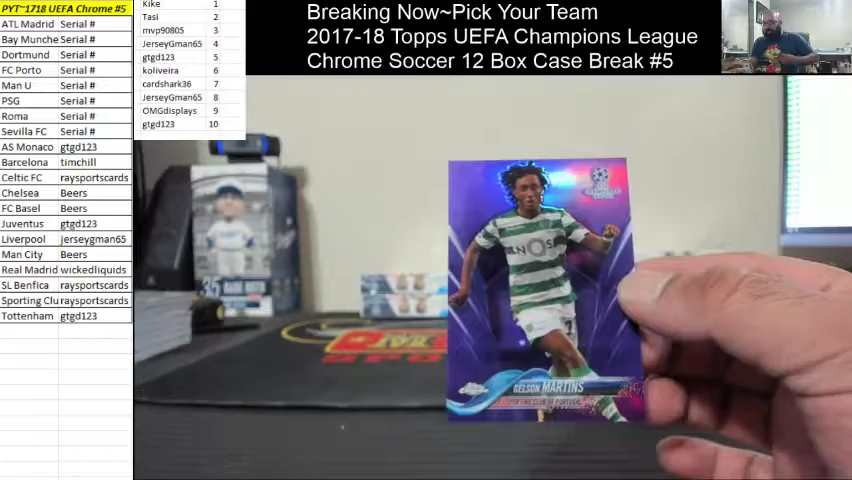 PYT~1718 UEFA Chrome #5
ATL Madrid Serial #
Bay Munche Serial #
Dortmund Serial #
FC Porto Serial #
Man U Serial #
PSG Serial #
Roma Serial #
Sevilla FC Serial #
AS Monaco gtgd123
Barcelona timchill
Celtic FC raysportscards
Chelsea Beers
FC Basel Beers
Juventus gtgd123
Liverpool jerseygman65
Man City Beers
Real Madrid wickedliquids
SL Benfica raysportscards
Sporting Clu raysportscards
Tottenham gtgd123
Kike 1
Tasi 2
mvp90805 3
JerseyGman65 4
gtgd123 5
koliveira 6
cardshark36 7
JerseyGman65 8
OMGdisplays 9
gtgd123 10
Breaking Now~Pick Your Team
2017-18 Topps UEFA Champions League
Chrome Soccer 12 Box Case Break #5
NOS
GELSON MARTINS
SPORTING CLUBE DE PORTUGAL
35